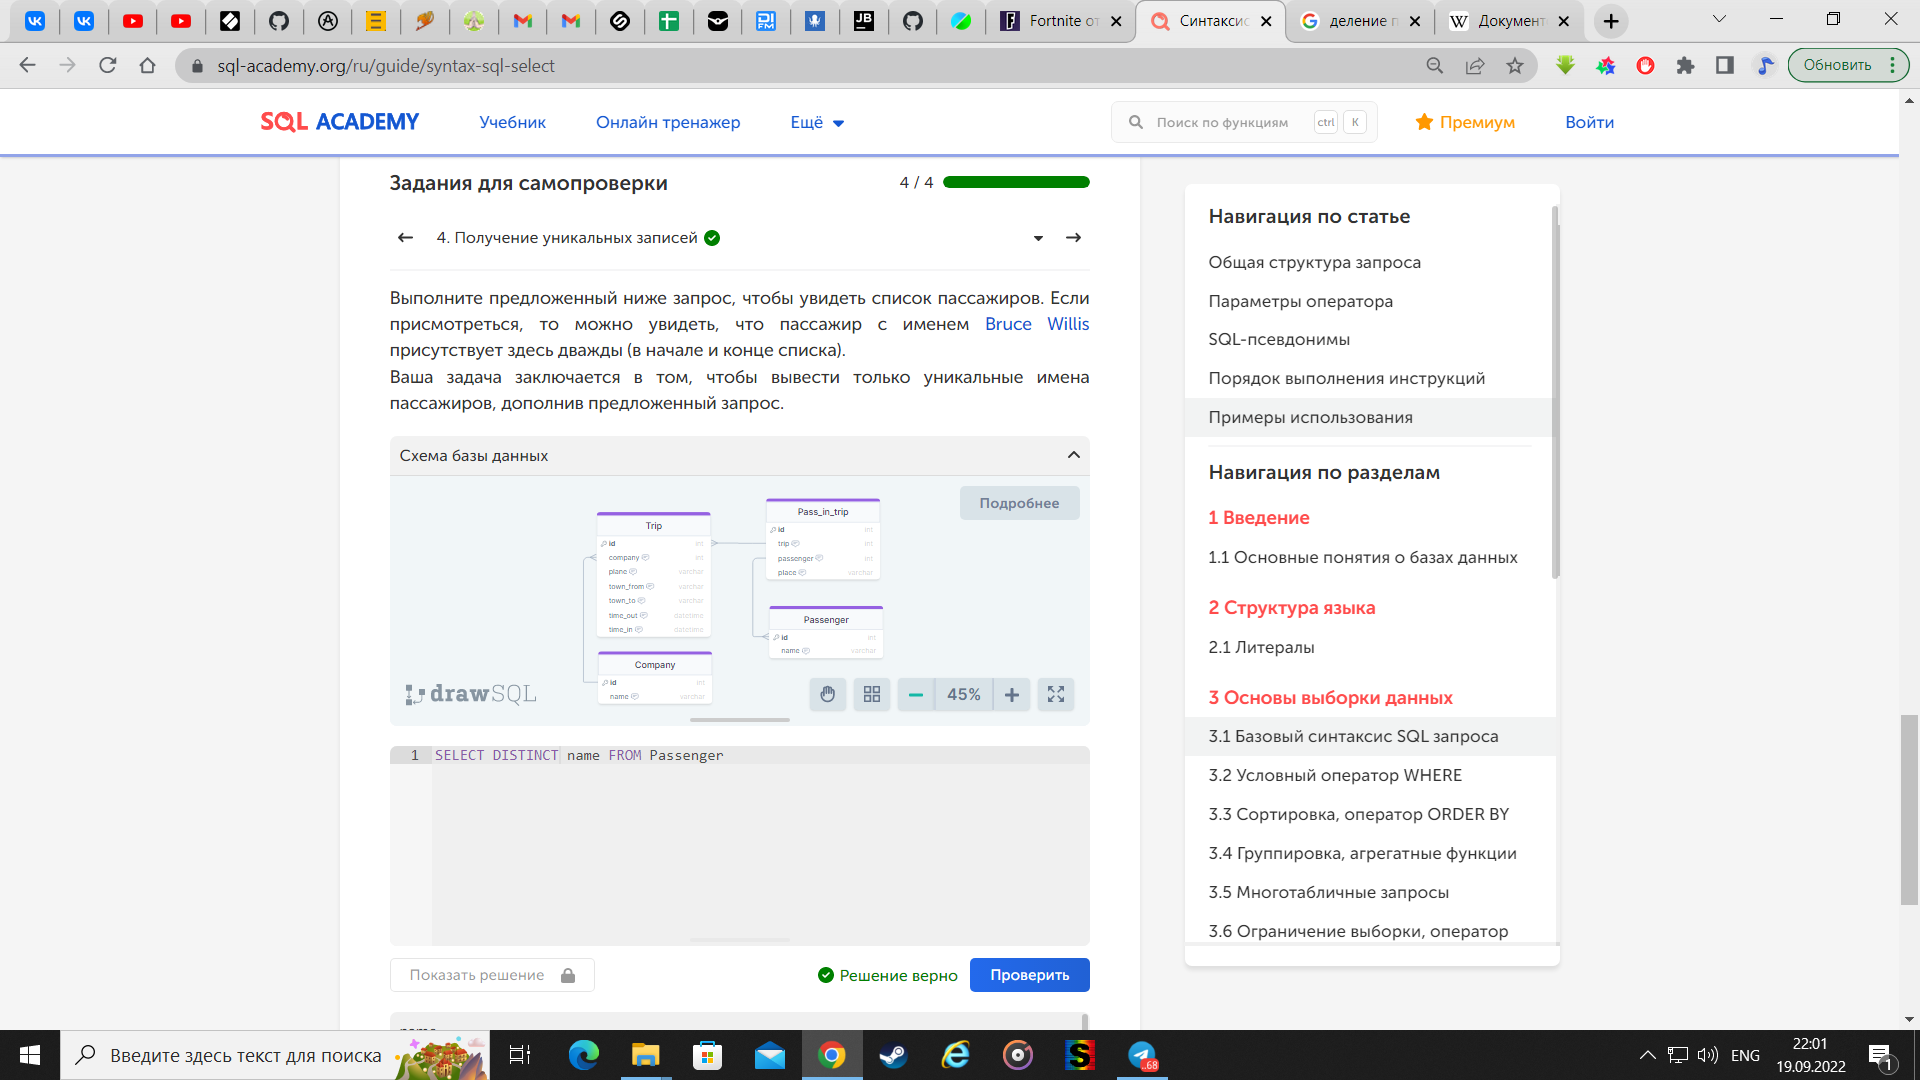 Fortnite от
Синтаксис
деление п
Документ
sql-academy.org/ru/guide/syntax-sql-select
Обновить
SQL ACADEMY
Учебник
Онлайн тренажер
Ещё
Поиск по функциям
ctrl
K
Премиум
Войти
Задания для самопроверки
4 / 4
4. Получение уникальных записей
Выполните предложенный ниже запрос, чтобы увидеть список пассажиров. Если
присмотреться, то можно увидеть, что пассажир с именем Bruce Willis
присутствует здесь дважды (в начале и конце списка).
Ваша задача заключается в том, чтобы вывести только уникальные имена
пассажиров, дополнив предложенный запрос.
Схема базы данных
Подробнее
Trip
id int
company int
plane varchar
town_from varchar
town_to varchar
time_out datetime
time_in datetime
Pass_in_trip
id int
trip int
passenger int
place varchar
Passenger
id int
name varchar
Company
id int
name varchar
drawSQL
45%
1
SELECT DISTINCT name FROM Passenger
Показать решение
Решение верно
Проверить
Навигация по статье
Общая структура запроса
Параметры оператора
SQL-псевдонимы
Порядок выполнения инструкций
Примеры использования
Навигация по разделам
1 Введение
1.1 Основные понятия о базах данных
2 Структура языка
2.1 Литералы
3 Основы выборки данных
3.1 Базовый синтаксис SQL запроса
3.2 Условный оператор WHERE
3.3 Сортировка, оператор ORDER BY
3.4 Группировка, агрегатные функции
3.5 Многотабличные запросы
3.6 Ограничение выборки, оператор
Введите здесь текст для поиска
68
ENG
22:01
19.09.2022
1